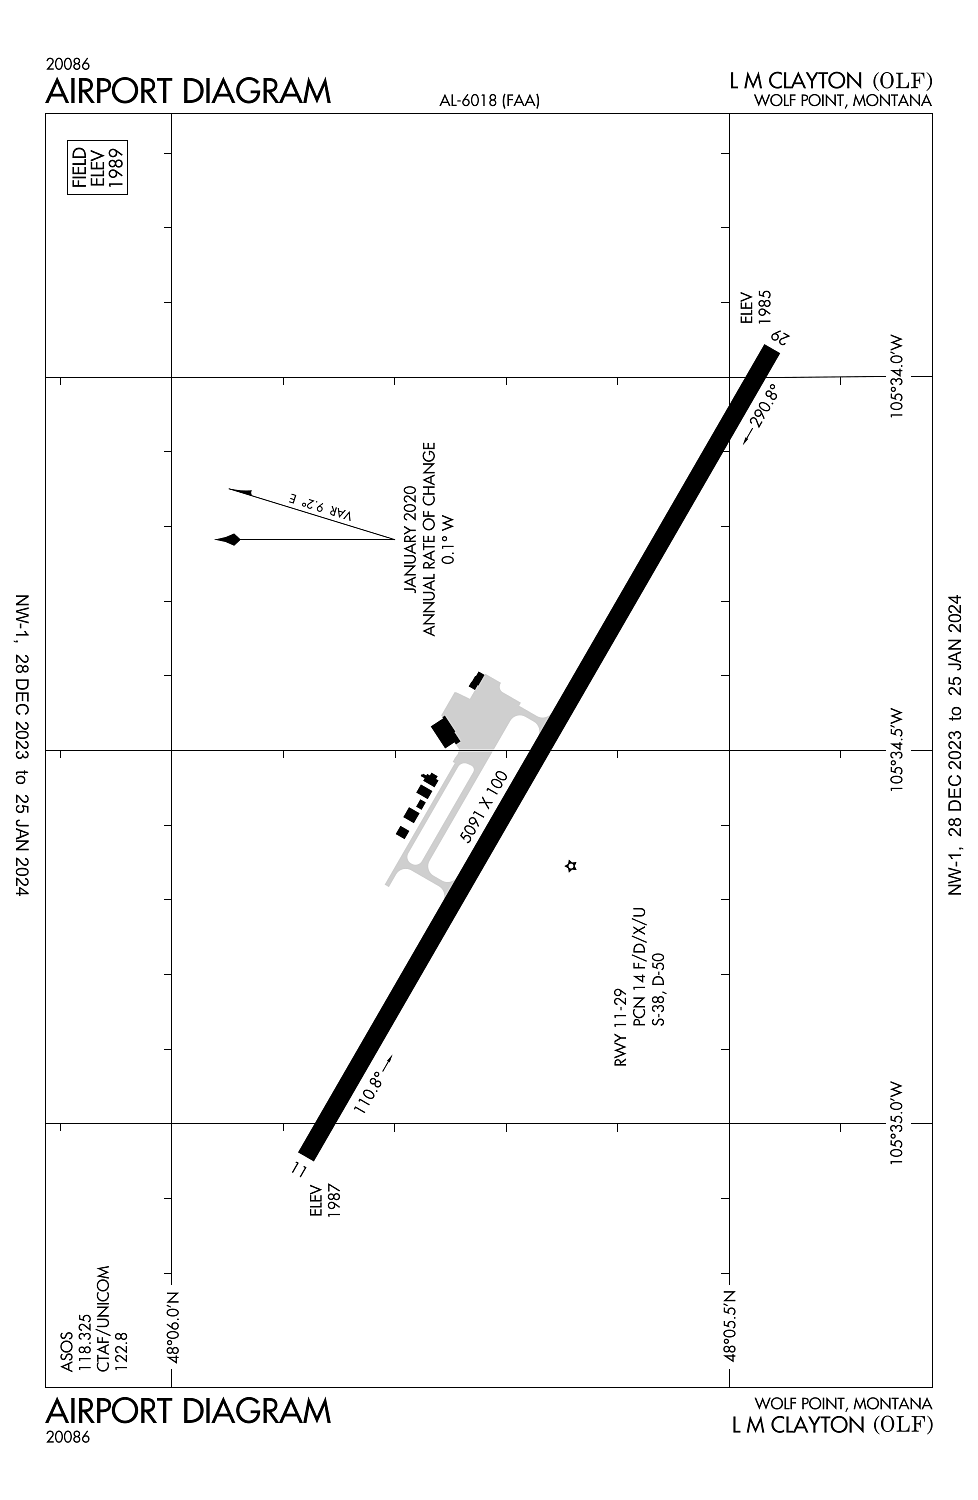 20086
AIRPORT DIAGRAM
AL-6018 (FAA)
L M CLAYTON (OLF)
WOLF POINT, MONTANA
FIELD
ELEV
1989
ELEV
1985
29
290.8°
105°34.0'W
VAR 9.2° E
JANUARY 2020
ANNUAL RATE OF CHANGE
0.1° W
NW-1, 28 DEC 2023 to 25 JAN 2024
NW-1, 28 DEC 2023 to 25 JAN 2024
105°34.5'W
5091 X 100
RWY 11-29
PCN 14 F/D/X/U
S-38, D-50
110.8°
105°35.0'W
11
ELEV
1987
ASOS
118.325
CTAF/UNICOM
122.8
48°06.0'N
48°05.5'N
AIRPORT DIAGRAM
20086
WOLF POINT, MONTANA
L M CLAYTON (OLF)